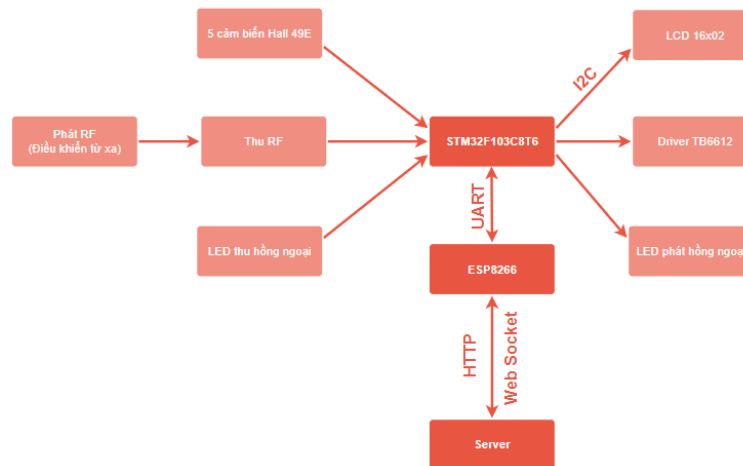 5 cảm biến Hall 49E
LCD 16x02
I2C
Phát RF
(Điều khiển từ xa)
Thu RF
STM32F103C8T6
Driver TB6612
UART
LED thu hồng ngoại
ESP8266
LED phát hồng ngoại
HTTP
Web Socket
Server